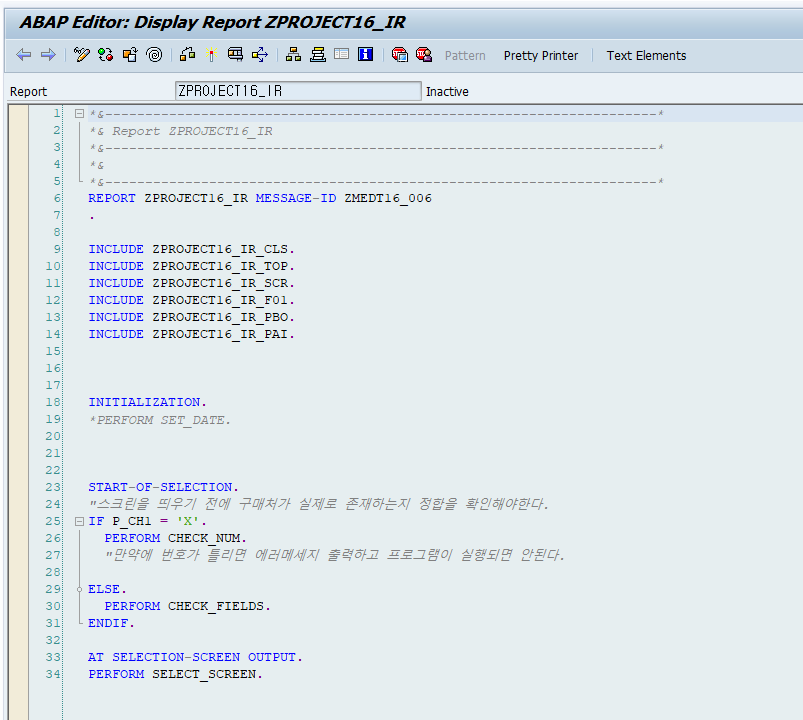 ABAP Editor: Display Report ZPROJECT16_IR
Pattern Pretty Printer Text Elements
Report ZPROJECT16_IR Inactive
1 *&---------------------------------------------------------------------*
2 *& Report ZPROJECT16_IR
3 *&---------------------------------------------------------------------*
4 *&
5 *&---------------------------------------------------------------------*
6 REPORT ZPROJECT16_IR MESSAGE-ID ZMEDT16_006
7 .
8
9 INCLUDE ZPROJECT16_IR_CLS.
10 INCLUDE ZPROJECT16_IR_TOP.
11 INCLUDE ZPROJECT16_IR_SCR.
12 INCLUDE ZPROJECT16_IR_F01.
13 INCLUDE ZPROJECT16_IR_PBO.
14 INCLUDE ZPROJECT16_IR_PAI.
15
16
17
18 INITIALIZATION.
19 *PERFORM SET_DATE.
20
21
22
23 START-OF-SELECTION.
24 "스크린을 띄우기 전에 구매처가 실제로 존재하는지 정합을 확인해야한다.
25 IF P_CH1 = 'X'.
26 PERFORM CHECK_NUM.
27 "만약에 번호가 틀리면 에러메세지 출력하고 프로그램이 실행되면 안된다.
28
29 ELSE.
30 PERFORM CHECK_FIELDS.
31 ENDIF.
32
33 AT SELECTION-SCREEN OUTPUT.
34 PERFORM SELECT_SCREEN.